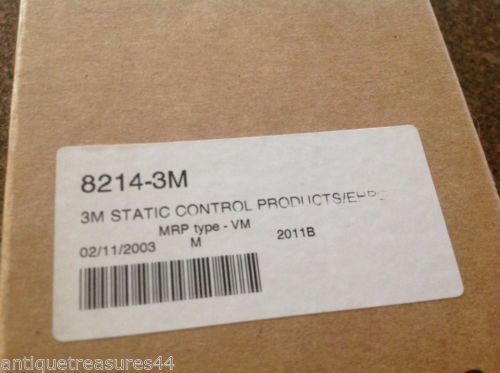 8214-3M
3M STATIC CONTROL PRODUCTS
MRP type - VM
02/11/2003 M 2011B
antiquetreasures44